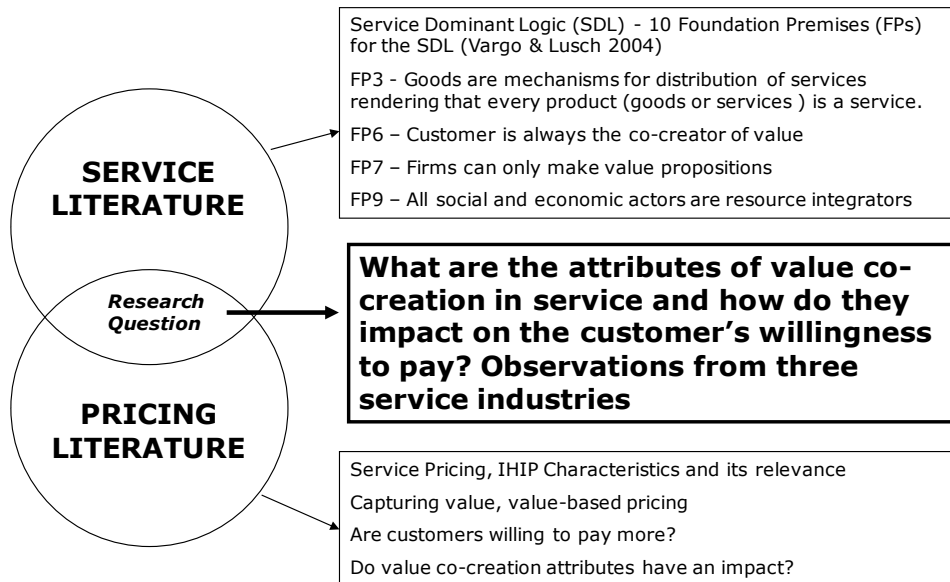 Service Dominant Logic (SDL) - 10 Foundation Premises (FPs)
for the SDL (Vargo & Lusch 2004)
FP3 - Goods are mechanisms for distribution of services
rendering that every product (goods or services ) is a service.
FP6 – Customer is always the co-creator of value
FP7 – Firms can only make value propositions
FP9 – All social and economic actors are resource integrators
SERVICE
LITERATURE
Research
Question
What are the attributes of value co-
creation in service and how do they
impact on the customer's willingness
to pay? Observations from three
service industries
PRICING
LITERATURE
Service Pricing, IHIP Characteristics and its relevance
Capturing value, value-based pricing
Are customers willing to pay more?
Do value co-creation attributes have an impact?